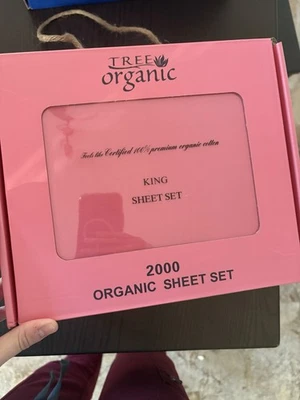 TREE
organic
Feels like Certified 100% premium organic cotton
KING
SHEET SET
2000
ORGANIC SHEET SET